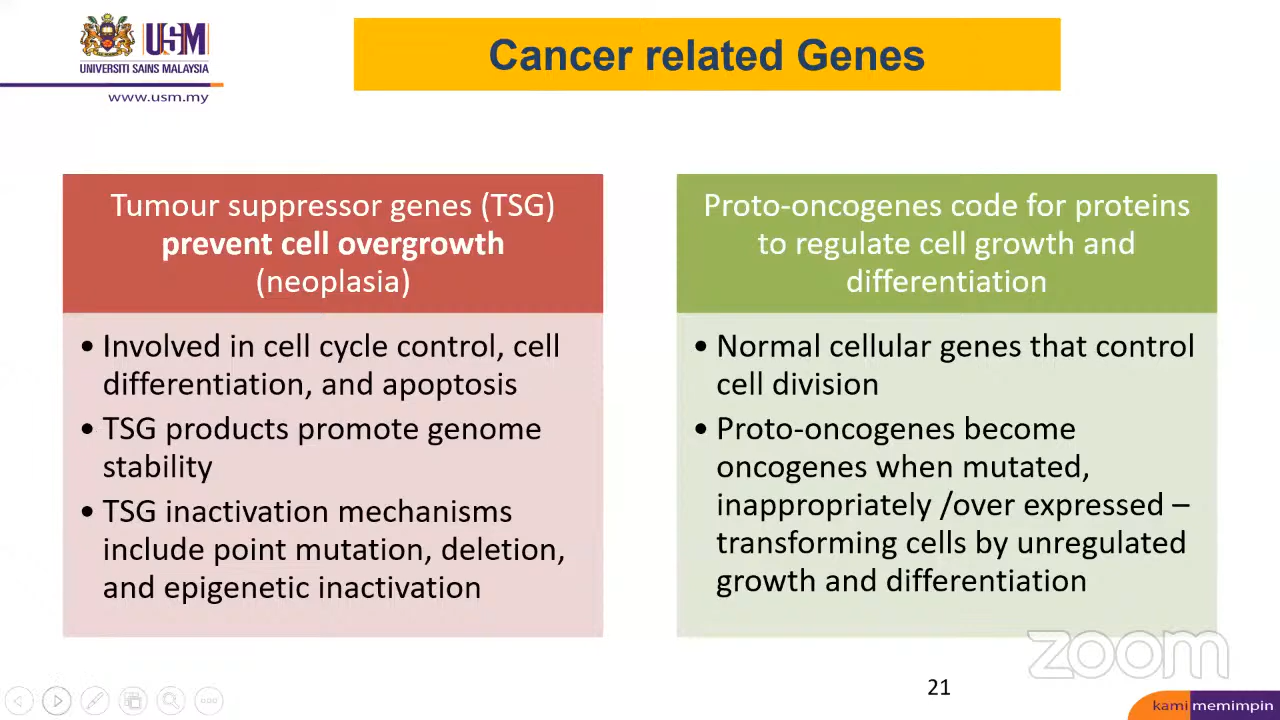 USM
UNIVERSITI SAINS MALAYSIA
www.usm.my
Cancer related Genes
Tumour suppressor genes (TSG)
prevent cell overgrowth
(neoplasia)
• Involved in cell cycle control, cell
differentiation, and apoptosis
• TSG products promote genome
stability
• TSG inactivation mechanisms
include point mutation, deletion,
and epigenetic inactivation
Proto-oncogenes code for proteins
to regulate cell growth and
differentiation
• Normal cellular genes that control
cell division
• Proto-oncogenes become
oncogenes when mutated,
inappropriately /over expressed –
transforming cells by unregulated
growth and differentiation
zoom
21
kami memimpin